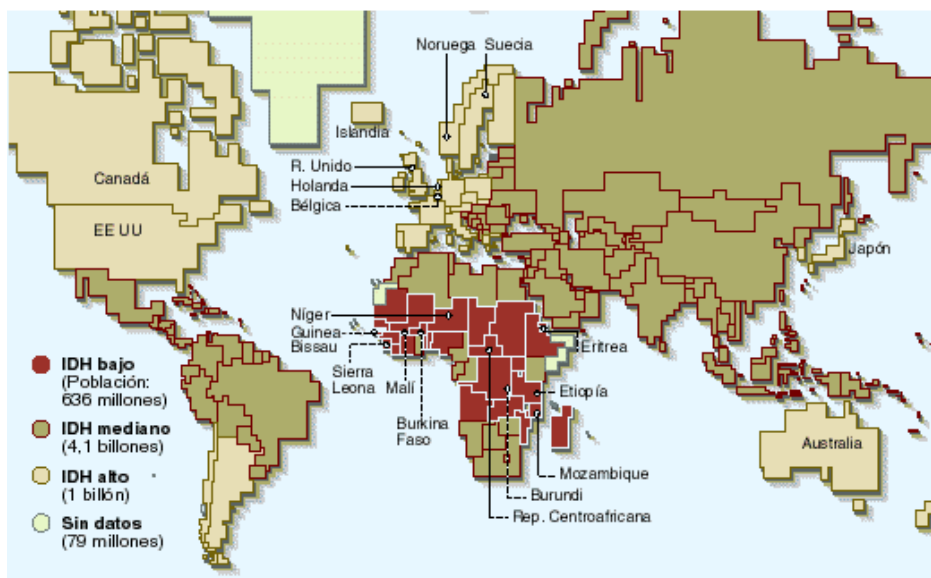 Noruega
Suecia
Islandia
R. Unido
Holanda
Bélgica
Canadá
EE UU
Japón
Níger
Guinea
Bissau
Sierra
Leona
Malí
Burkina
Faso
Eritrea
Etiopía
Mozambique
Burundi
Rep. Centroafricana
Australia
IDH bajo
(Población:
636 millones)
IDH mediano
(4,1 billones)
IDH alto
(1 billón)
Sin datos
(79 millones)